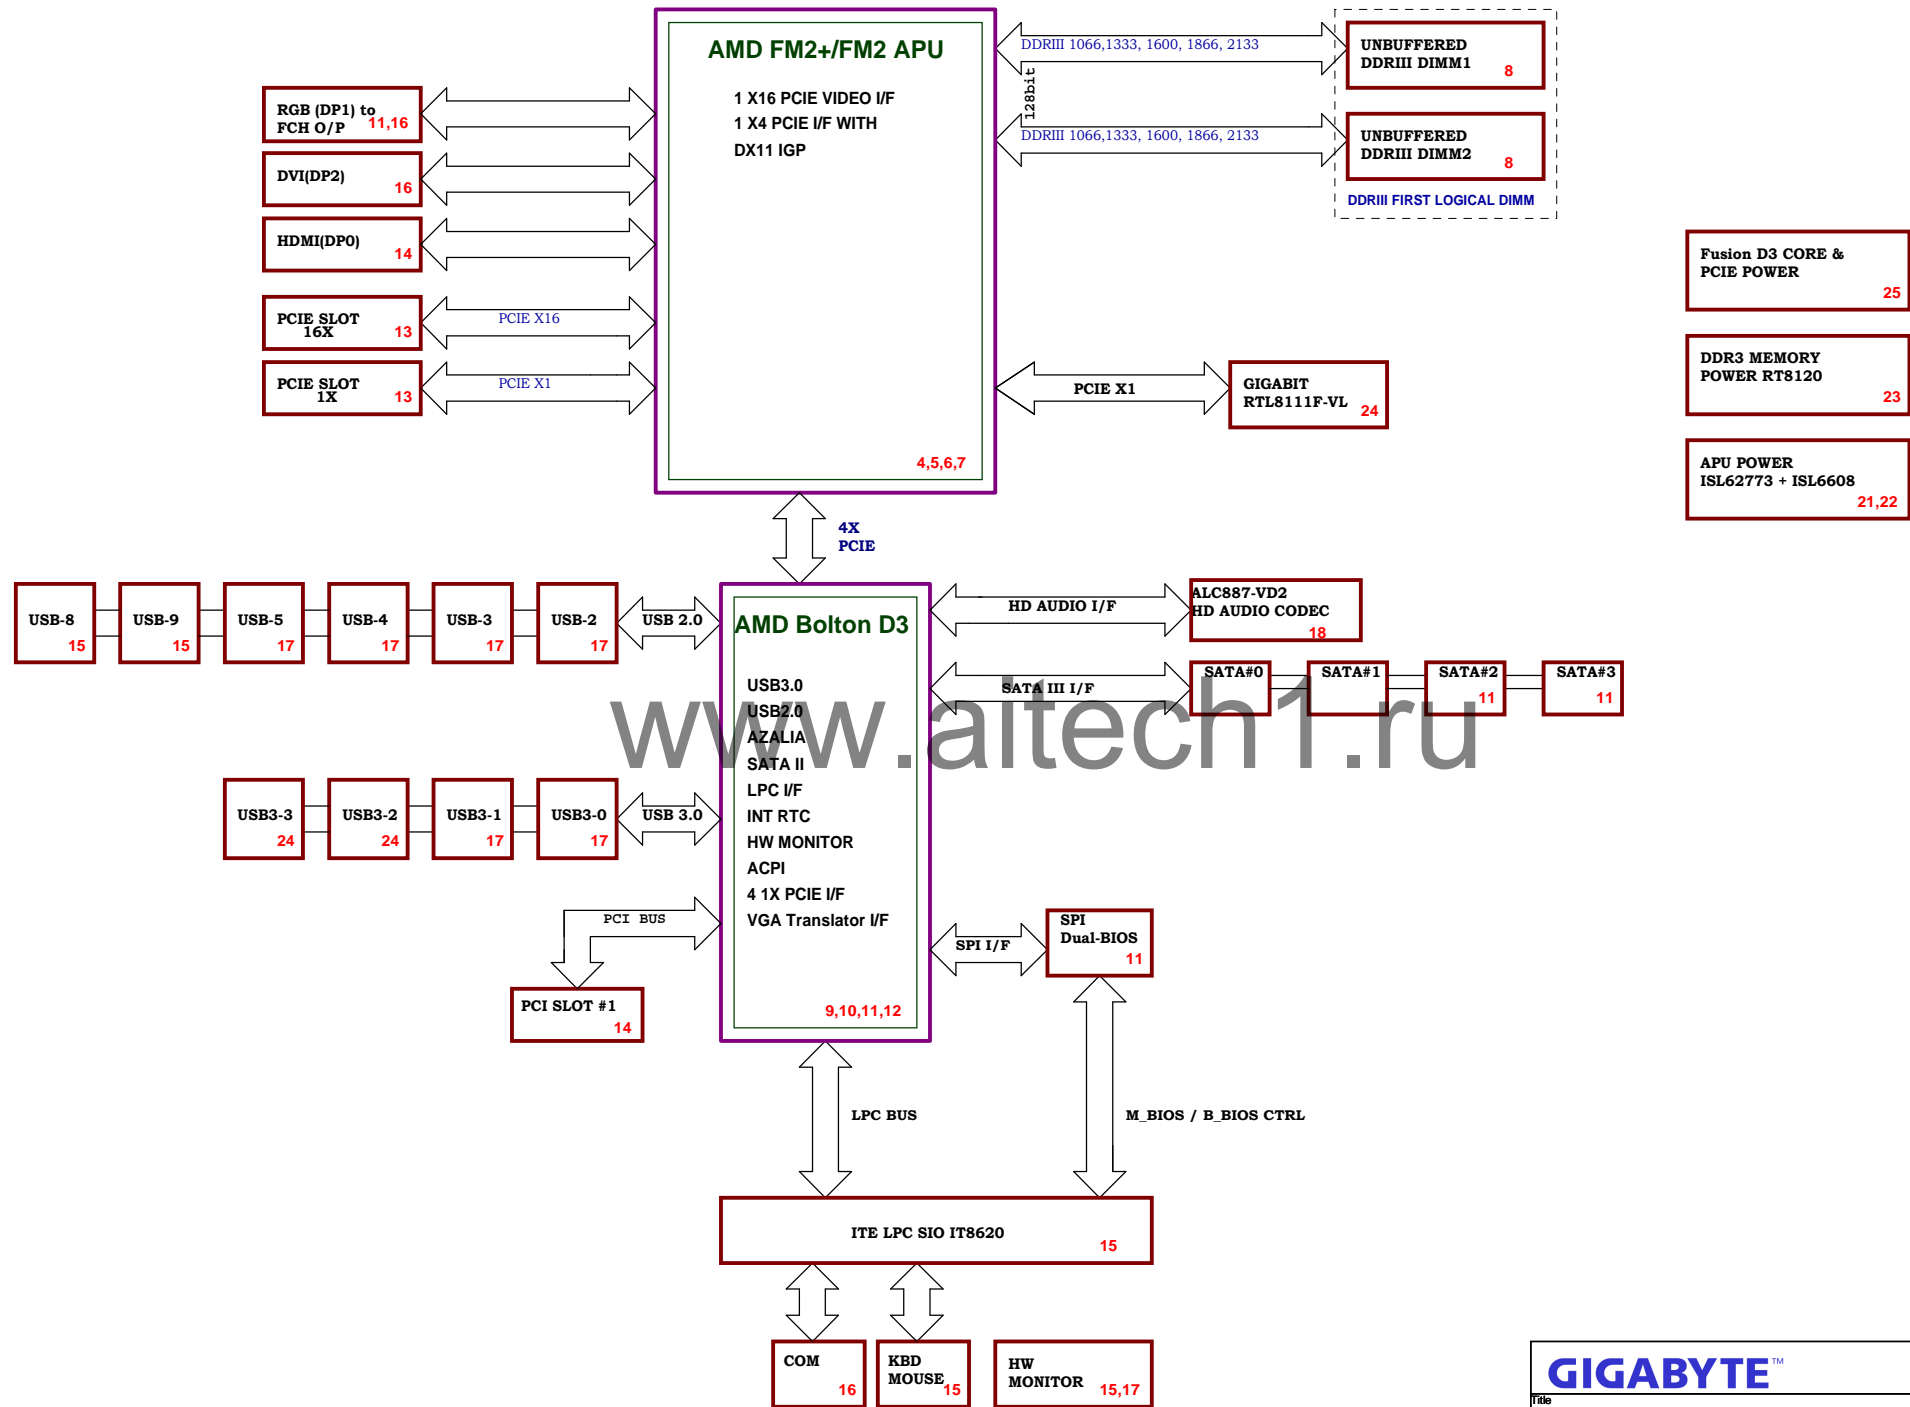 AMD FM2+/FM2 APU
1 X16 PCIE VIDEO I/F
1 X4 PCIE I/F WITH
DX11 IGP
4,5,6,7
RGB (DP1) to
FCH O/P
11,16
DVI(DP2)
16
HDMI(DP0)
14
PCIE SLOT
16X
13
PCIE X16
PCIE SLOT
1X
13
PCIE X1
DDRIII 1066,1333, 1600, 1866, 2133
128bit
DDRIII 1066,1333, 1600, 1866, 2133
UNBUFFERED
DDRIII DIMM1
8
UNBUFFERED
DDRIII DIMM2
8
DDRIII FIRST LOGICAL DIMM
PCIE X1
GIGABIT
RTL8111F-VL
24
Fusion D3 CORE &
PCIE POWER
25
DDR3 MEMORY
POWER RT8120
23
APU POWER
ISL62773 + ISL6608
21,22
4X
PCIE
USB-8
15
USB-9
15
USB-5
17
USB-4
17
USB-3
17
USB-2
17
USB 2.0
AMD Bolton D3
USB3.0
USB2.0
AZALIA
SATA II
LPC I/F
INT RTC
HW MONITOR
ACPI
4 1X PCIE I/F
VGA Translator I/F
9,10,11,12
HD AUDIO I/F
ALC887-VD2
HD AUDIO CODEC
18
SATA III I/F
SATA#0
SATA#1
SATA#2
11
SATA#3
11
www.aitech1.ru
USB3-3
24
USB3-2
24
USB3-1
17
USB3-0
17
USB 3.0
PCI BUS
PCI SLOT #1
14
SPI I/F
SPI
Dual-BIOS
11
LPC BUS
M_BIOS / B_BIOS CTRL
ITE LPC SIO IT8620
15
COM
16
KBD
MOUSE
15
HW
MONITOR
15,17
GIGABYTE™
Title